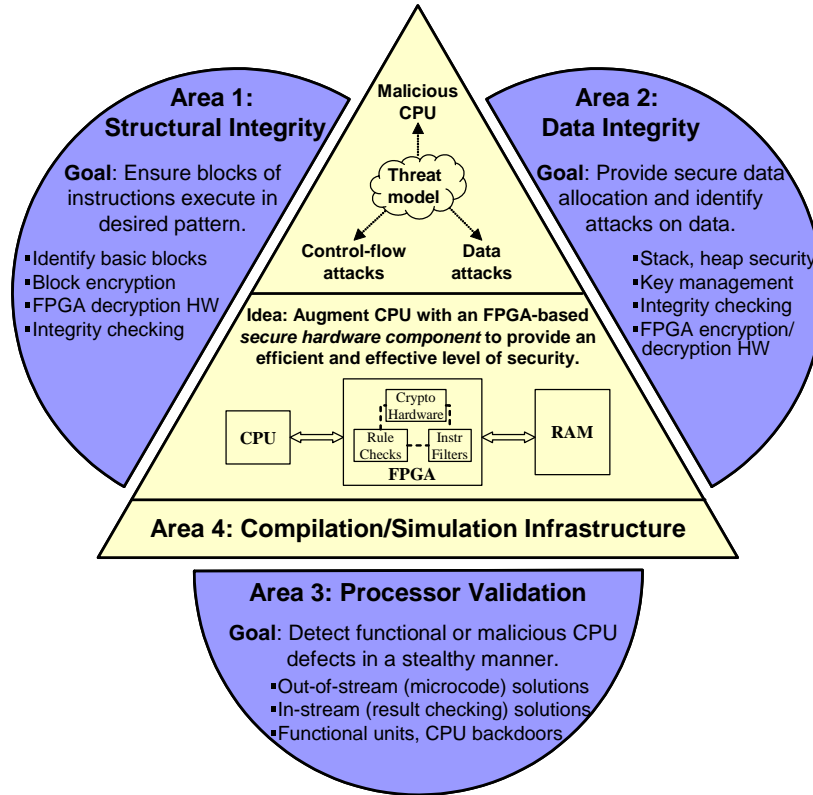 Area 1:
Structural Integrity
Goal: Ensure blocks of
instructions execute in
desired pattern.
▪Identify basic blocks
▪Block encryption
▪FPGA decryption HW
▪Integrity checking
Malicious
CPU
Threat
model
Control-flow
attacks
Data
attacks
Area 2:
Data Integrity
Goal: Provide secure data
allocation and identify
attacks on data.
▪Stack, heap security
▪Key management
▪Integrity checking
▪FPGA encryption/
decryption HW
Idea: Augment CPU with an FPGA-based
secure hardware component to provide an
efficient and effective level of security.
CPU
Crypto
Hardware
Rule
Checks
Instr
Filters
FPGA
RAM
Area 4: Compilation/Simulation Infrastructure
Area 3: Processor Validation
Goal: Detect functional or malicious CPU
defects in a stealthy manner.
▪Out-of-stream (microcode) solutions
▪In-stream (result checking) solutions
▪Functional units, CPU backdoors